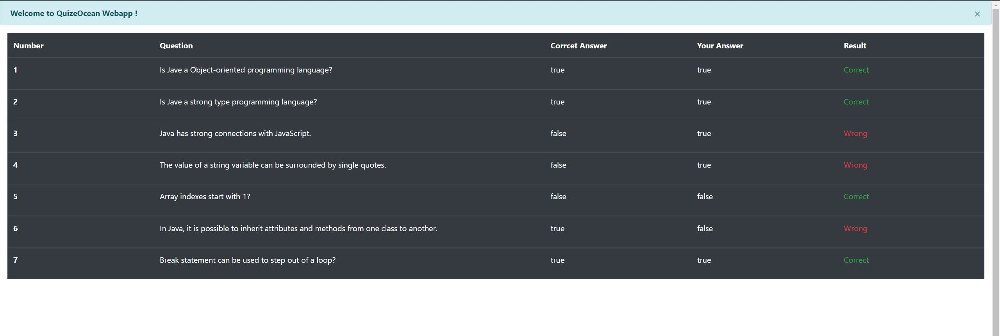 Welcome to QuizeOcean Webapp !
×
Number Question Corrcet Answer Your Answer Result
1 Is Jave a Object-oriented programming language? true true Correct
2 Is Jave a strong type programming language? true true Correct
3 Java has strong connections with JavaScript. false true Wrong
4 The value of a string variable can be surrounded by single quotes. false true Wrong
5 Array indexes start with 1? false false Correct
6 In Java, it is possible to inherit attributes and methods from one class to another. true false Wrong
7 Break statement can be used to step out of a loop? true true Correct